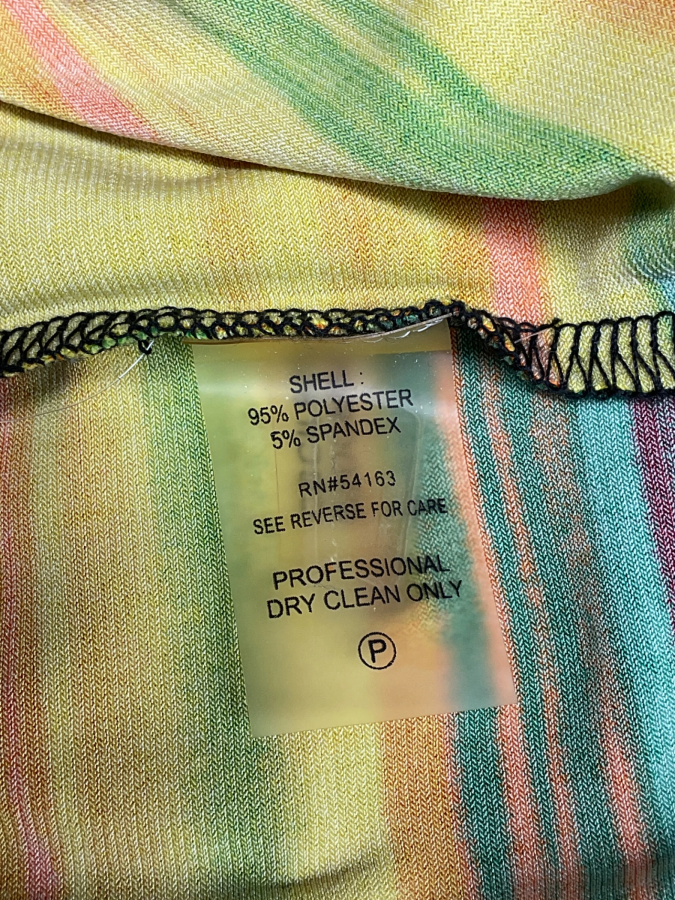 SHELL :
95% POLYESTER
5% SPANDEX
RN#54163
SEE REVERSE FOR CARE
PROFESSIONAL
DRY CLEAN ONLY
P